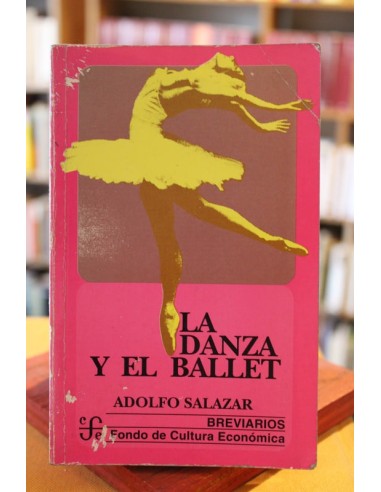 LA
DANZA
Y EL BALLET
ADOLFO SALAZAR
BREVIARIOS
Fondo de Cultura Económica